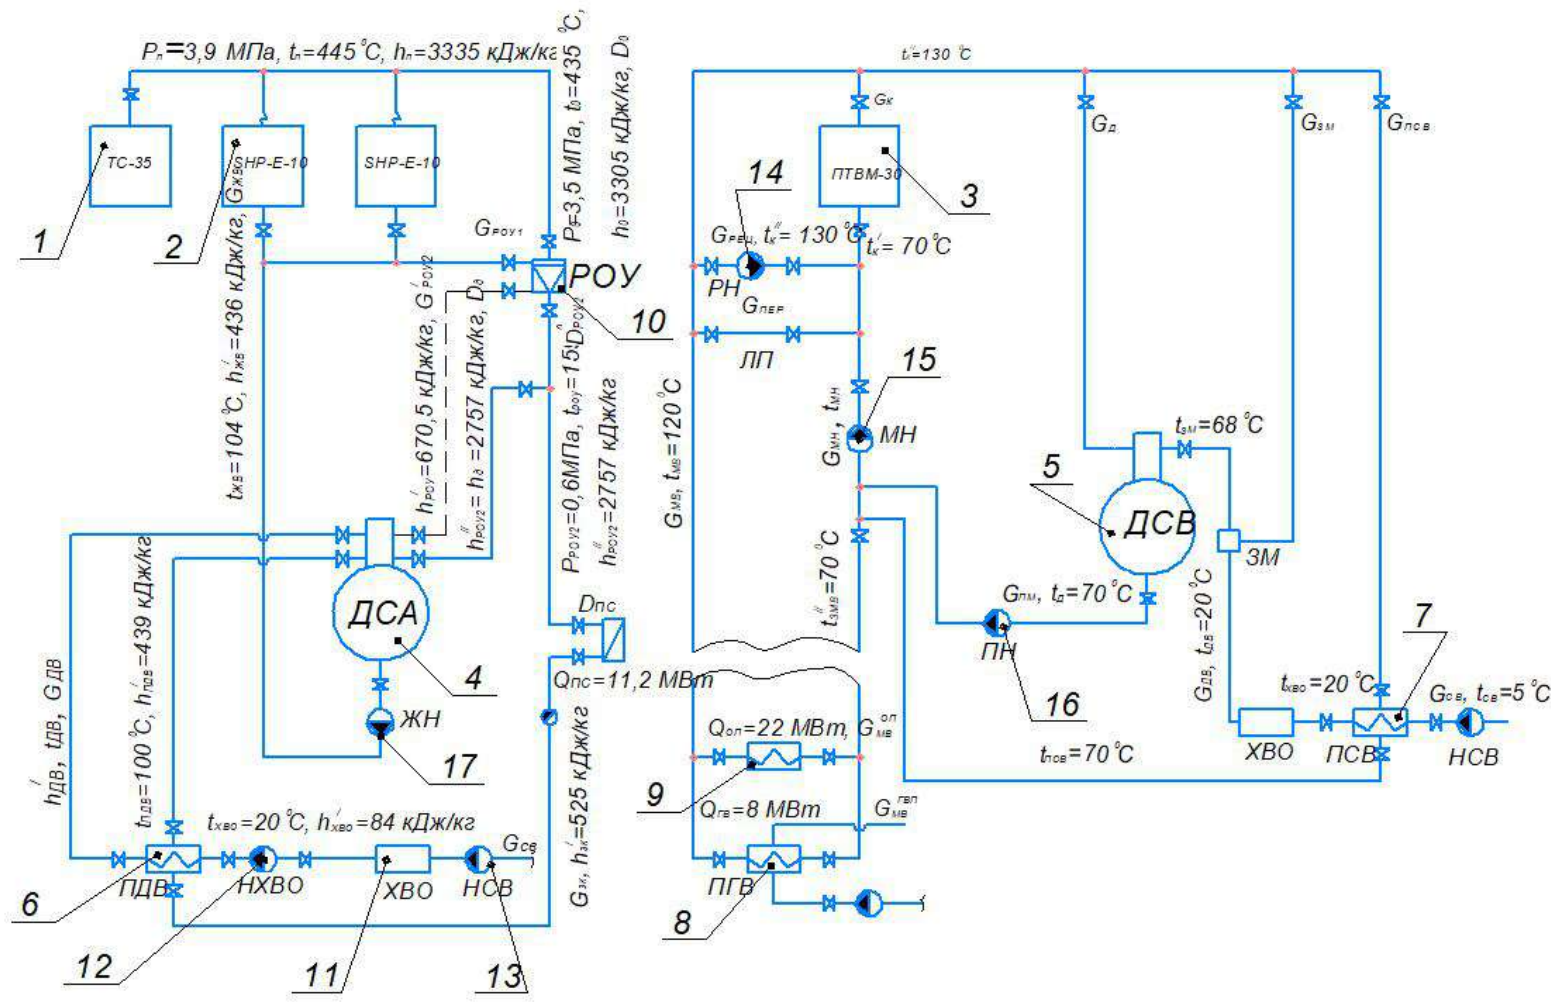 Pп=3,9 МПа, tп=445 °С, hп=3335 кДж/кг
P0=3,5 МПа, t0=435 °С,
h0=3305 кДж/кг, D0
ТС-35
SHP-E-10
SHP-E-10
1
2
tжв=104 °С, h'жв=436 кДж/кг, Gжв
Gроу1
РОУ
10
h'роу=670,5 кДж/кг, G'роу2
h''роу2= hд =2757 кДж/кг, Dд
Pроу2=0,6МПа, tроу=15
Dроу2
h''роу2=2757 кДж/кг
ДСА
4
ЖН
17
Dпс
Qпс=11,2 МВт
Gзк, h'зк=525 кДж/кг
h'дв, tдв, Gдв
tпдв=100 °С, h'пдв=439 кДж/кг
tхво=20 °С, h'хво=84 кДж/кг
Gсв
ПДВ
НХВО
ХВО
НСВ
6
12
11
13
t''к=130 °С
Gк
Gд
Gзм
Gпсв
ПТВМ-30
3
14
Gрец, t''к= 130 °С
t'к= 70 °С
РН
Gпер
ЛП
15
МН
Gмн, tмн
Gмв, tмв=120 °С
t''змв=70 °С
tзм=68 °С
5
ДСВ
ЗМ
Gпм, tд=70 °С
ПН
16
Gдв, tдв=20 °С
7
tхво=20 °С
Gсв, tсв=5 °С
ХВО
ПСВ
НСВ
tпсв=70 °С
Qоп=22 МВт, Gмв оп
9
Qгв=8 МВт
Gмв гвп
ПГВ
8